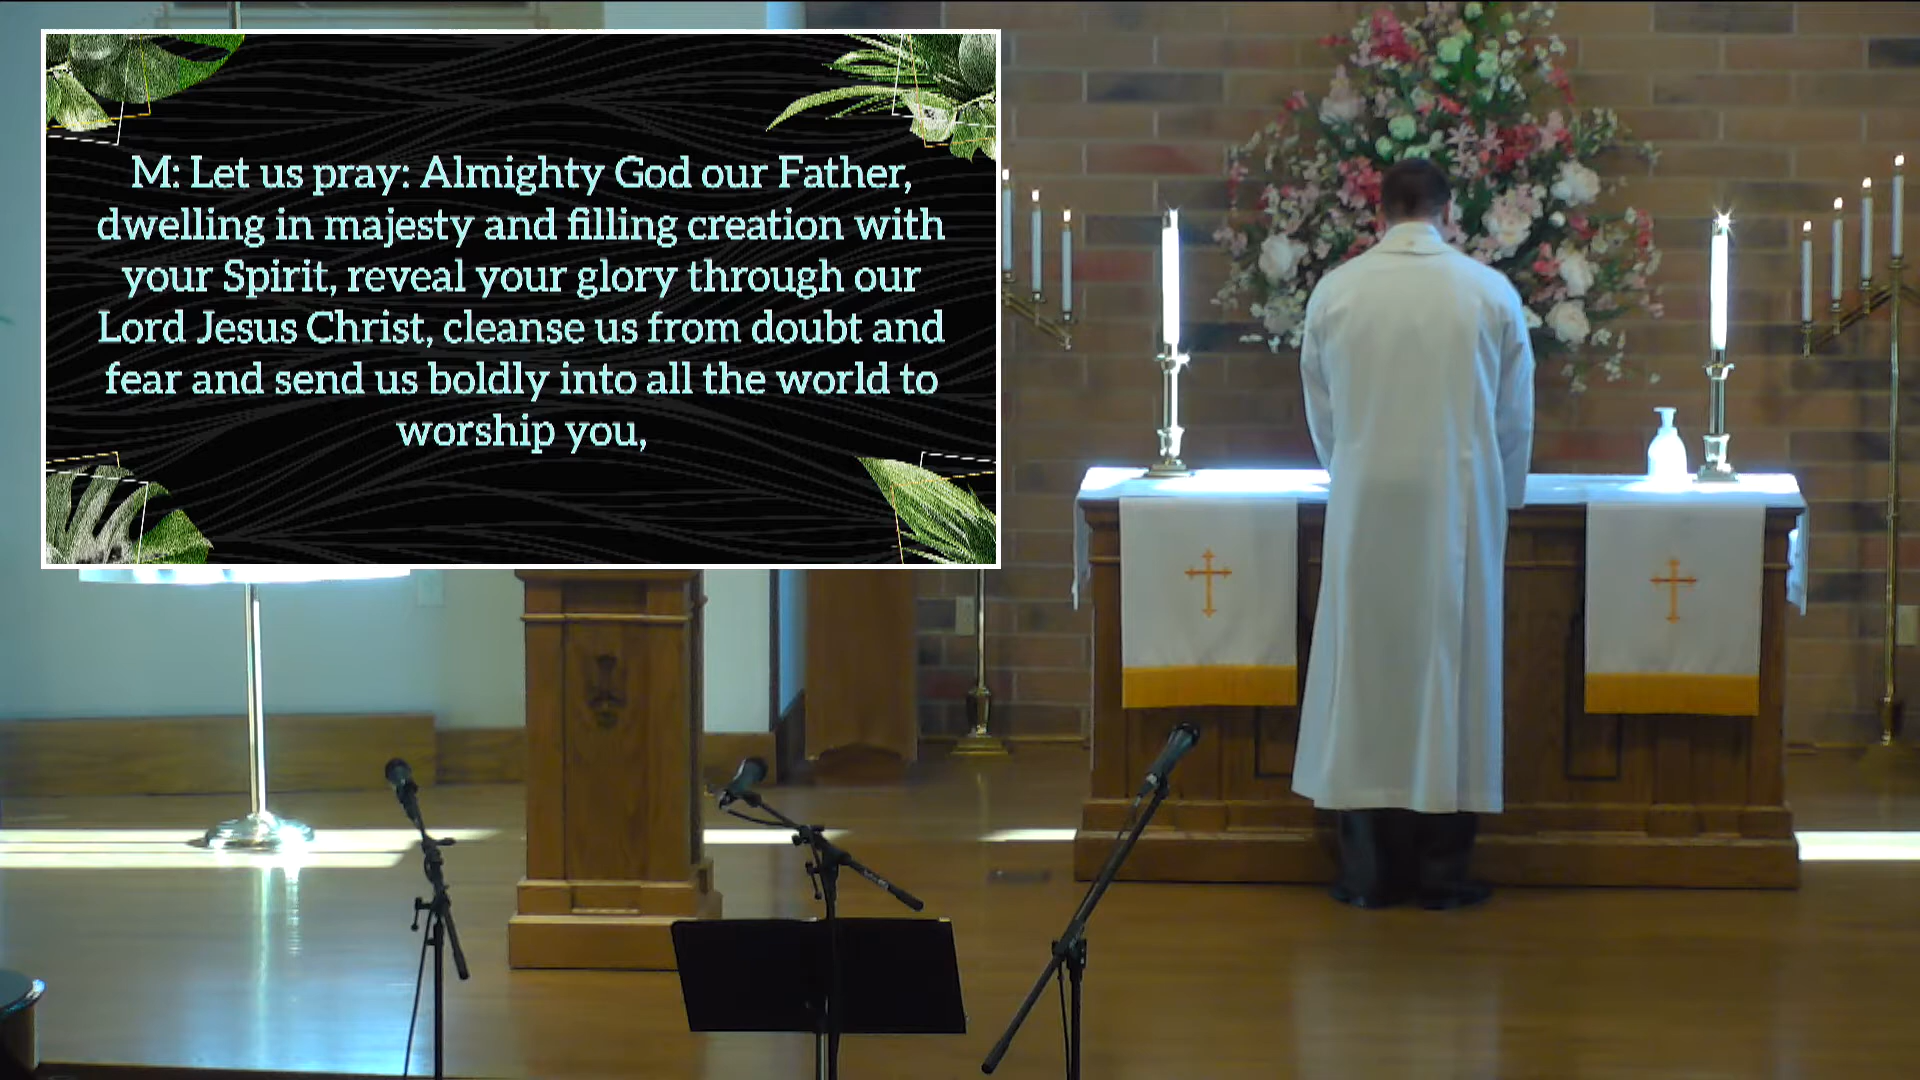 M: Let us pray: Almighty God our Father,
dwelling in majesty and filling creation with
your Spirit, reveal your glory through our
Lord Jesus Christ, cleanse us from doubt and
fear and send us boldly into all the world to
worship you,